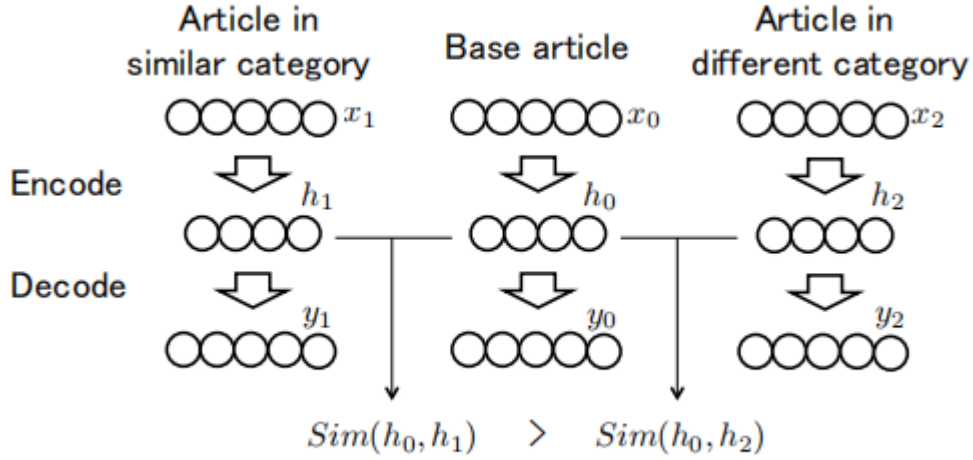 Article in
similar category
Base article
Article in
different category
x₁
x₀
x₂
Encode
h₁
h₀
h₂
Decode
y₁
y₀
y₂
Sim(h₀, h₁) > Sim(h₀, h₂)